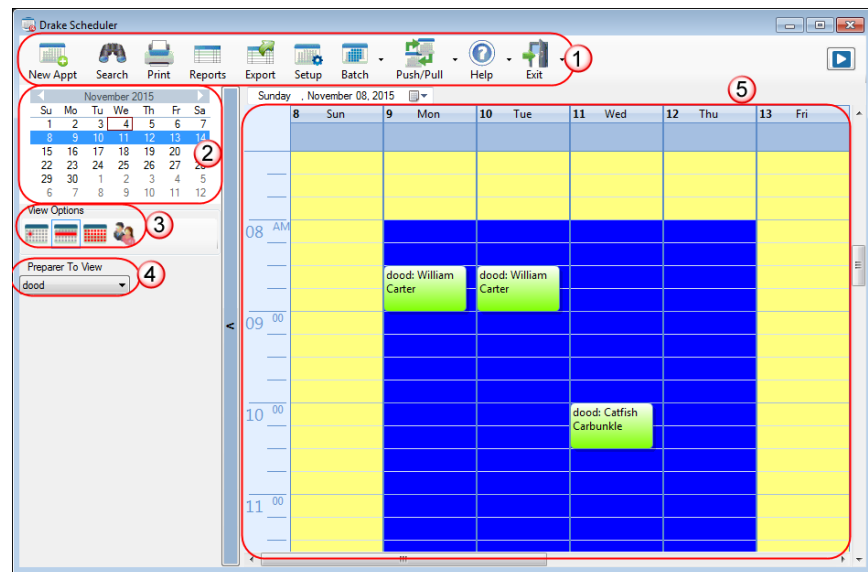 Drake Scheduler
New Appt Search Print Reports Export Setup Batch Push/Pull Help Exit
1
November 2015
Su Mo Tu We Th Fr Sa
1 2 3 4 5 6 7
8 9 10 11 12 13 14
15 16 17 18 19 20
22 23 24 25 26 27 28
29 30 1 2 3 4 5
6 7 8 9 10 11 12
2
View Options
3
Preparer To View
dood
4
<
Sunday , November 08, 2015
5
8 Sun 9 Mon 10 Tue 11 Wed 12 Thu 13 Fri
08 AM
dood: William
Carter
dood: William
Carter
09 00
10 00
dood: Catfish
Carbunkle
11 00